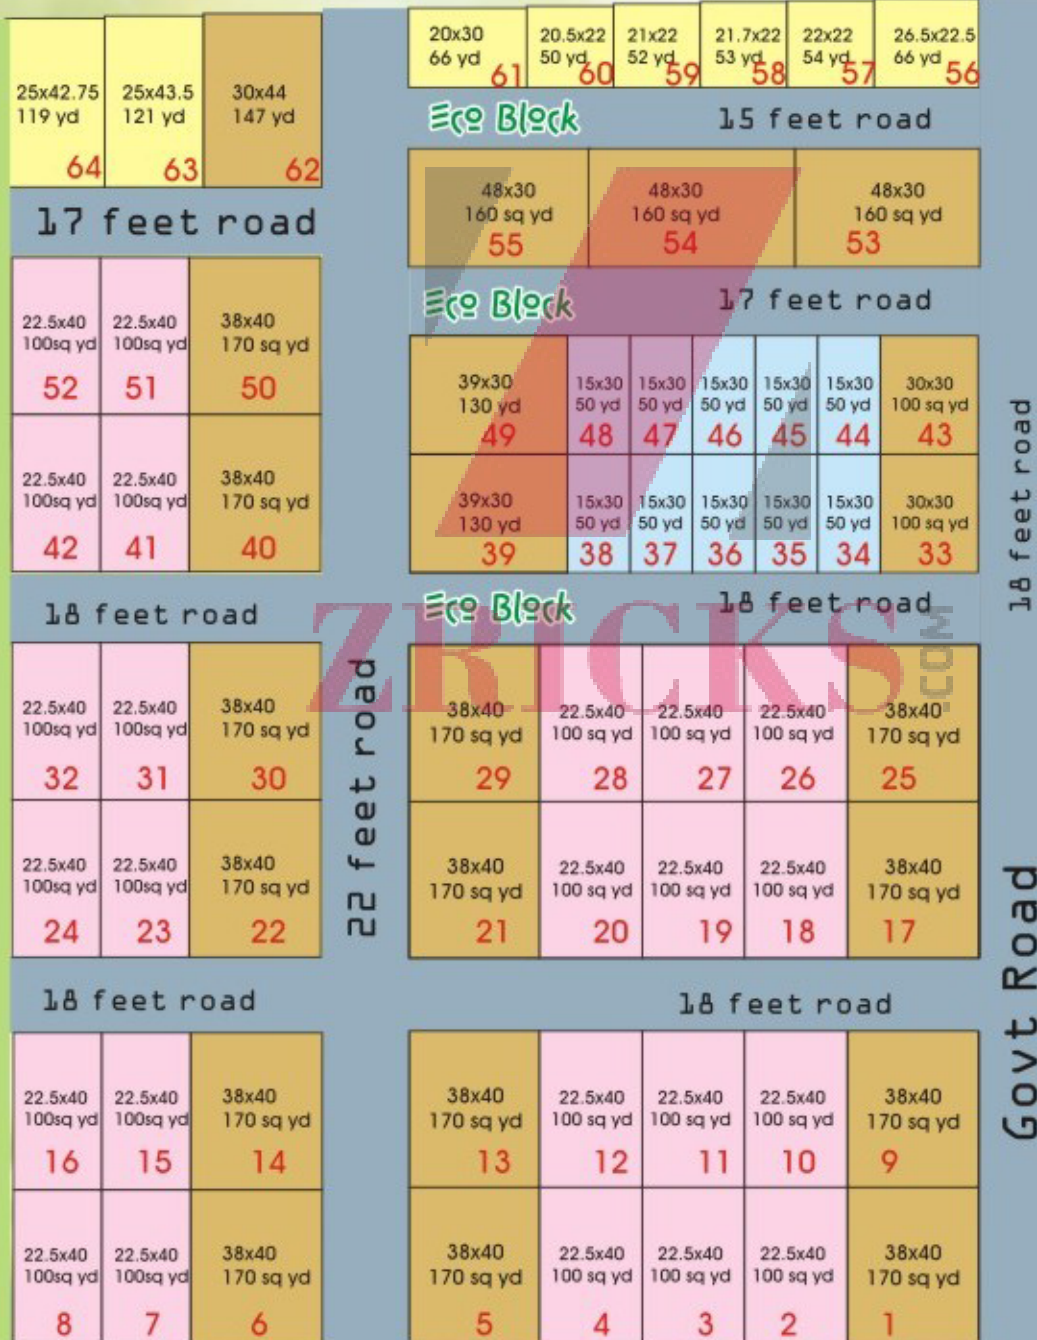 20x30
66 yd
61
20.5x22
50 yd
60
21x22
52 yd
59
21.7x22
53 yd
58
22x22
54 yd
57
26.5x22.5
66 yd
56
25x42.75
119 yd
64
25x43.5
121 yd
63
30x44
147 yd
62
Eco Block
15 feet road
48x30
160 sq yd
55
48x30
160 sq yd
54
48x30
160 sq yd
53
17 feet road
Eco Block
17 feet road
22.5x40
100sq yd
52
22.5x40
100sq yd
51
38x40
170 sq yd
50
39x30
130 yd
49
15x30
50 yd
48
15x30
50 yd
47
15x30
50 yd
46
15x30
50 yd
45
15x30
50 yd
44
30x30
100 sq yd
43
22.5x40
100sq yd
42
22.5x40
100sq yd
41
38x40
170 sq yd
40
39x30
130 yd
39
15x30
50 yd
38
15x30
50 yd
37
15x30
50 yd
36
15x30
50 yd
35
15x30
50 yd
34
30x30
100 sq yd
33
18 feet road
18 feet road
Eco Block
18 feet road
ZRICKS
.COM
22.5x40
100sq yd
32
22.5x40
100sq yd
31
38x40
170 sq yd
30
22 feet road
38x40
170 sq yd
29
22.5x40
100 sq yd
28
22.5x40
100 sq yd
27
22.5x40
100 sq yd
26
38x40
170 sq yd
25
22.5x40
100sq yd
24
22.5x40
100sq yd
23
38x40
170 sq yd
22
38x40
170 sq yd
21
22.5x40
100 sq yd
20
22.5x40
100 sq yd
19
22.5x40
100 sq yd
18
38x40
170 sq yd
17
Govt Road
18 feet road
18 feet road
22.5x40
100sq yd
16
22.5x40
100sq yd
15
38x40
170 sq yd
14
38x40
170 sq yd
13
22.5x40
100 sq yd
12
22.5x40
100 sq yd
11
22.5x40
100 sq yd
10
38x40
170 sq yd
9
22.5x40
100sq yd
8
22.5x40
100sq yd
7
38x40
170 sq yd
6
38x40
170 sq yd
5
22.5x40
100 sq yd
4
22.5x40
100 sq yd
3
22.5x40
100 sq yd
2
38x40
170 sq yd
1